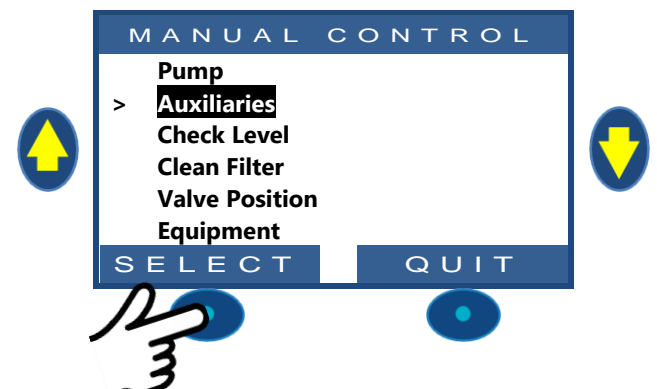 MANUAL CONTROL
Pump
> Auxiliaries
Check Level
Clean Filter
Valve Position
Equipment
SELECT QUIT